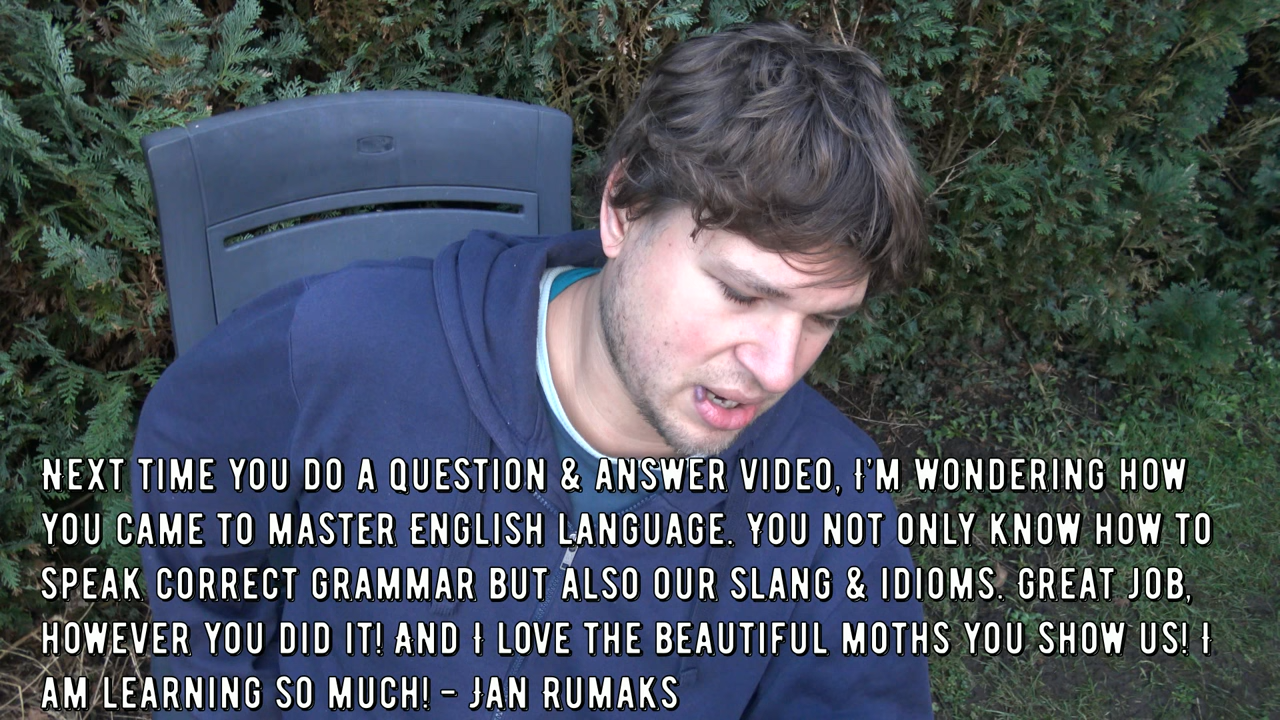 Next time you do a question & answer video, I'm wondering how
you came to master English Language. You not only know how to
speak correct grammar but also our slang & idioms. Great job,
however you did it! And I love the beautiful moths you show us! I
am learning so much! - Jan Rumaks